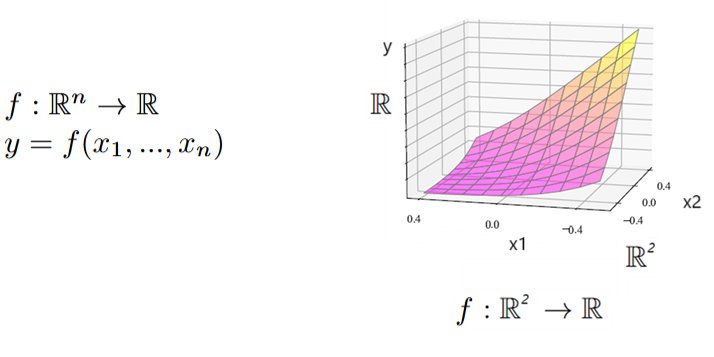 f : ℝⁿ → ℝ
y = f(x₁, ..., xₙ)
y
ℝ
0.4
0.0
−0.4
x1
0.4
0.0
−0.4
x2
ℝ²
f : ℝ² → ℝ